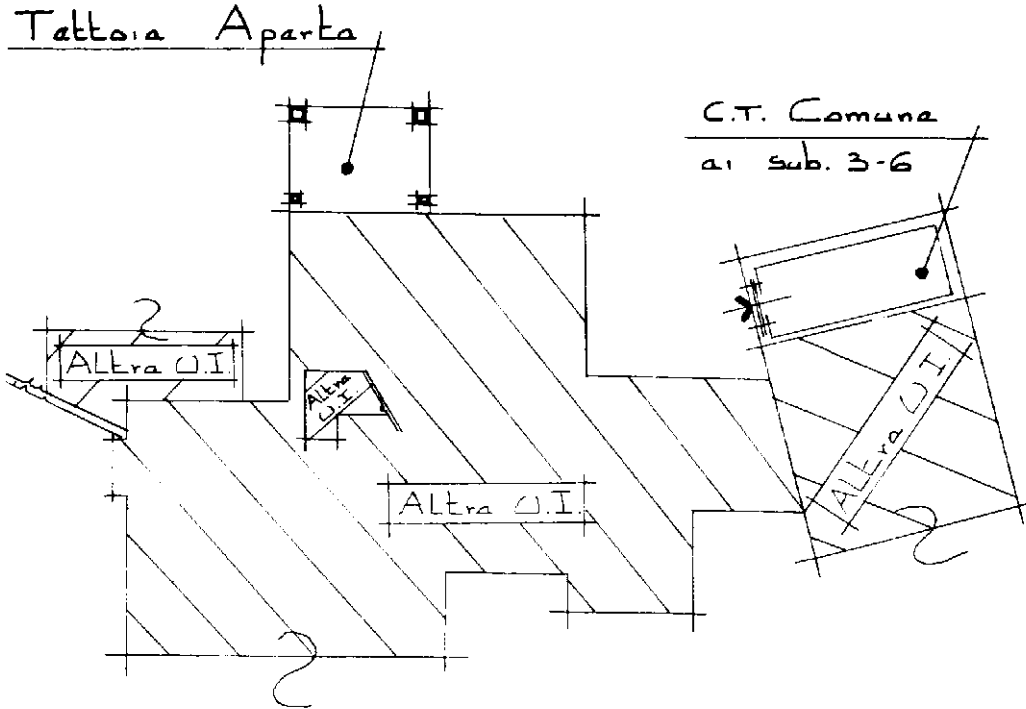 Tettoia Aperta
C.T. Comune
ai sub. 3-6
Altra U.I.
Altra U.I.
Altra U.I.
Altra U.I.